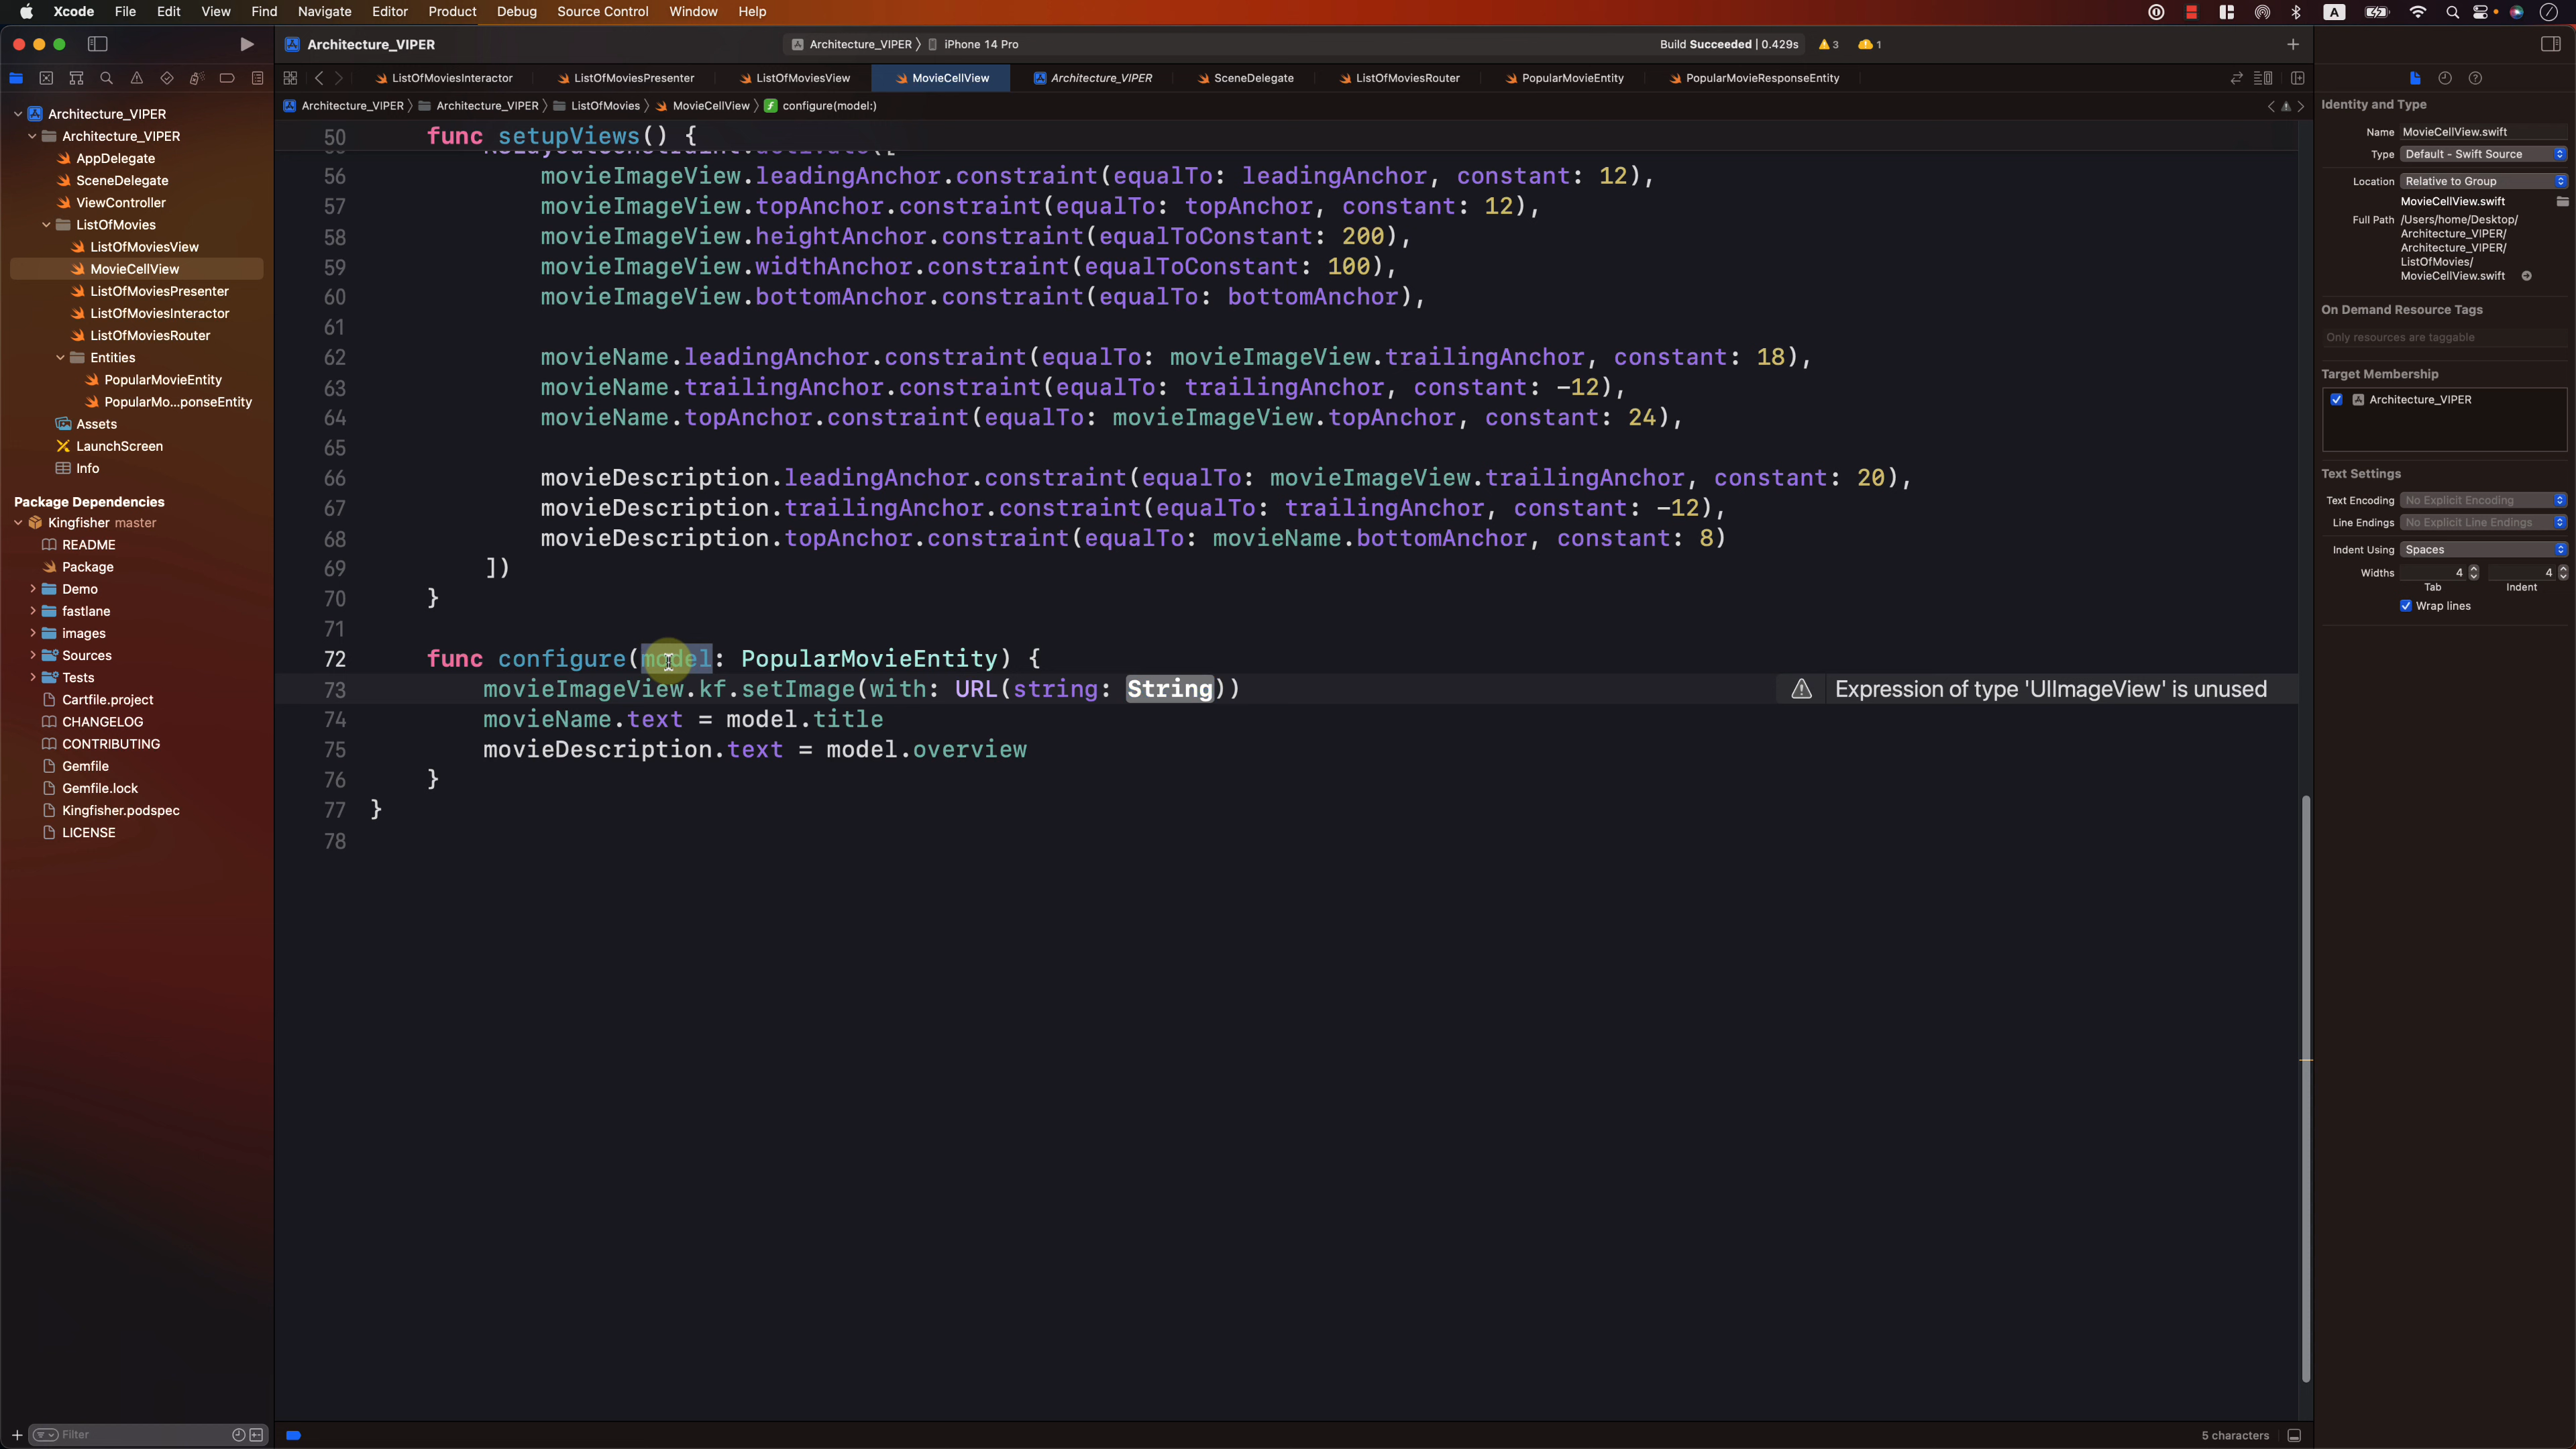 Xcode File Edit View Find Navigate Editor Product Debug Source Control Window Help
A
Architecture_VIPER
Architecture_VIPER iPhone 14 Pro
Build Succeeded | 0.429s 3 1
ListOfMoviesInteractor ListOfMoviesPresenter ListOfMoviesView MovieCellView Architecture_VIPER SceneDelegate ListOfMoviesRouter PopularMovieEntity PopularMovieResponseEntity
Architecture_VIPER Architecture_VIPER ListOfMovies MovieCellView configure(model:)
Architecture_VIPER
Architecture_VIPER
AppDelegate
SceneDelegate
ViewController
ListOfMovies
ListOfMoviesView
MovieCellView
ListOfMoviesPresenter
ListOfMoviesInteractor
ListOfMoviesRouter
Entities
PopularMovieEntity
PopularMo...ponseEntity
Assets
LaunchScreen
Info
Package Dependencies
Kingfisher master
README
Package
Demo
fastlane
images
Sources
Tests
Cartfile.project
CHANGELOG
CONTRIBUTING
Gemfile
Gemfile.lock
Kingfisher.podspec
LICENSE
Filter
50 func setupViews() {
56 movieImageView.leadingAnchor.constraint(equalTo: leadingAnchor, constant: 12),
57 movieImageView.topAnchor.constraint(equalTo: topAnchor, constant: 12),
58 movieImageView.heightAnchor.constraint(equalToConstant: 200),
59 movieImageView.widthAnchor.constraint(equalToConstant: 100),
60 movieImageView.bottomAnchor.constraint(equalTo: bottomAnchor),
61
62 movieName.leadingAnchor.constraint(equalTo: movieImageView.trailingAnchor, constant: 18),
63 movieName.trailingAnchor.constraint(equalTo: trailingAnchor, constant: -12),
64 movieName.topAnchor.constraint(equalTo: movieImageView.topAnchor, constant: 24),
65
66 movieDescription.leadingAnchor.constraint(equalTo: movieImageView.trailingAnchor, constant: 20),
67 movieDescription.trailingAnchor.constraint(equalTo: trailingAnchor, constant: -12),
68 movieDescription.topAnchor.constraint(equalTo: movieName.bottomAnchor, constant: 8)
69 ])
70 }
71
72 func configure(model: PopularMovieEntity) {
73 movieImageView.kf.setImage(with: URL(string: String)) Expression of type 'UIImageView' is unused
74 movieName.text = model.title
75 movieDescription.text = model.overview
76 }
77 }
78
5 characters
Identity and Type
Name MovieCellView.swift
Type Default - Swift Source
Location Relative to Group
MovieCellView.swift
Full Path /Users/home/Desktop/
Architecture_VIPER/
Architecture_VIPER/
ListOfMovies/
MovieCellView.swift
On Demand Resource Tags
Only resources are taggable
Target Membership
Architecture_VIPER
Text Settings
Text Encoding No Explicit Encoding
Line Endings No Explicit Line Endings
Indent Using Spaces
Widths 4 4
Tab Indent
Wrap lines